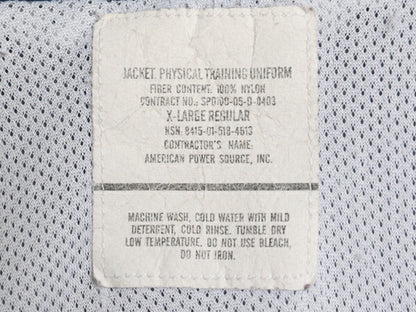 JACKET, PHYSICAL TRAINING UNIFORM
FIBER CONTENT: 100% NYLON
CONTRACT NO.: SPO100-05-D-0403
X-LARGE REGULAR
NSN: 8415-01-518-4613
CONTRACTOR'S NAME:
AMERICAN POWER SOURCE, INC.
MACHINE WASH, COLD WATER WITH MILD
DETERGENT, COLD RINSE. TUMBLE DRY
LOW TEMPERATURE. DO NOT USE BLEACH,
DO NOT IRON.